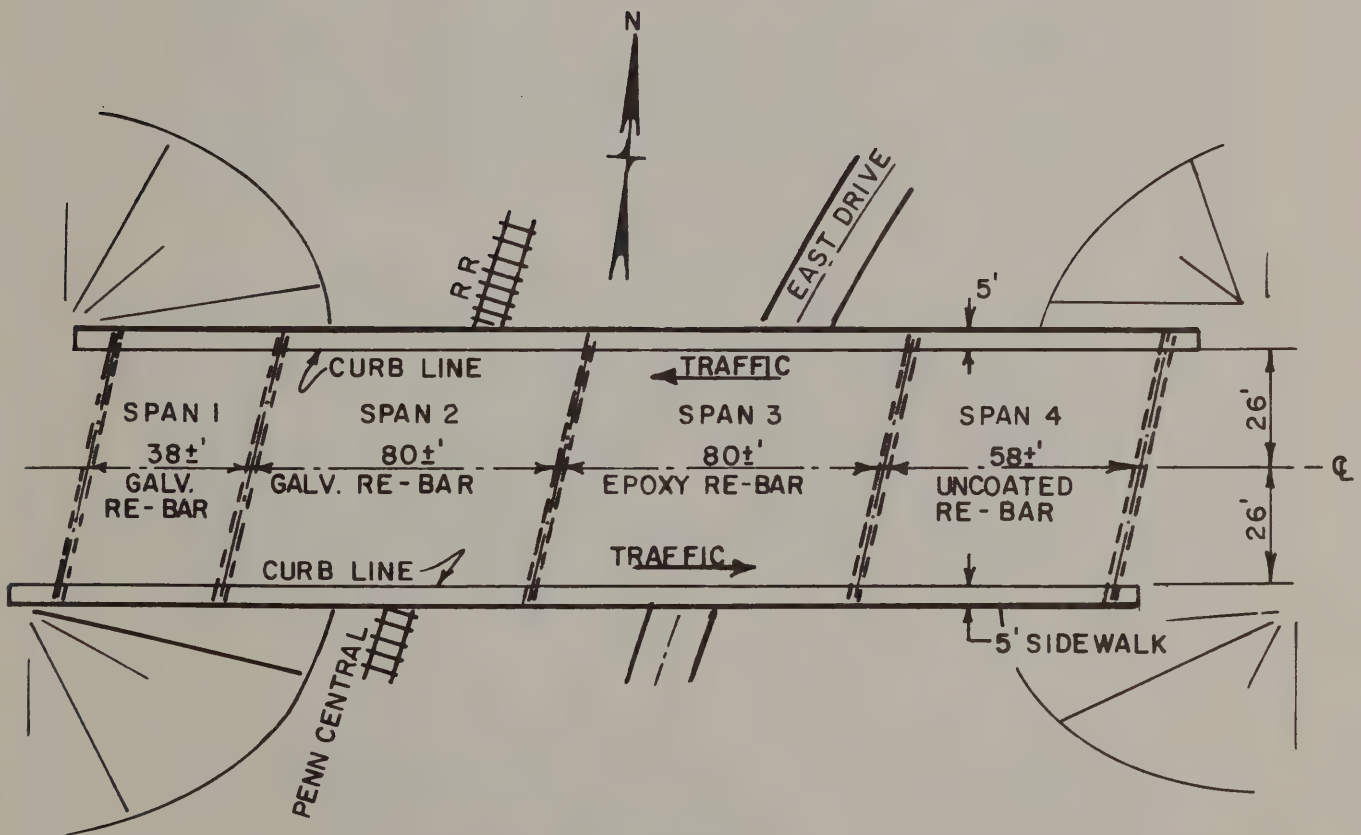 N
R R
EAST DRIVE
5'
CURB LINE
TRAFFIC
SPAN 1
SPAN 2
SPAN 3
SPAN 4
38±'
80±'
80±'
58±'
GALV.
RE-BAR
GALV. RE-BAR
EPOXY RE-BAR
UNCOATED
RE-BAR
26'
℄
26'
CURB LINE
TRAFFIC
5' SIDEWALK
PENN CENTRAL